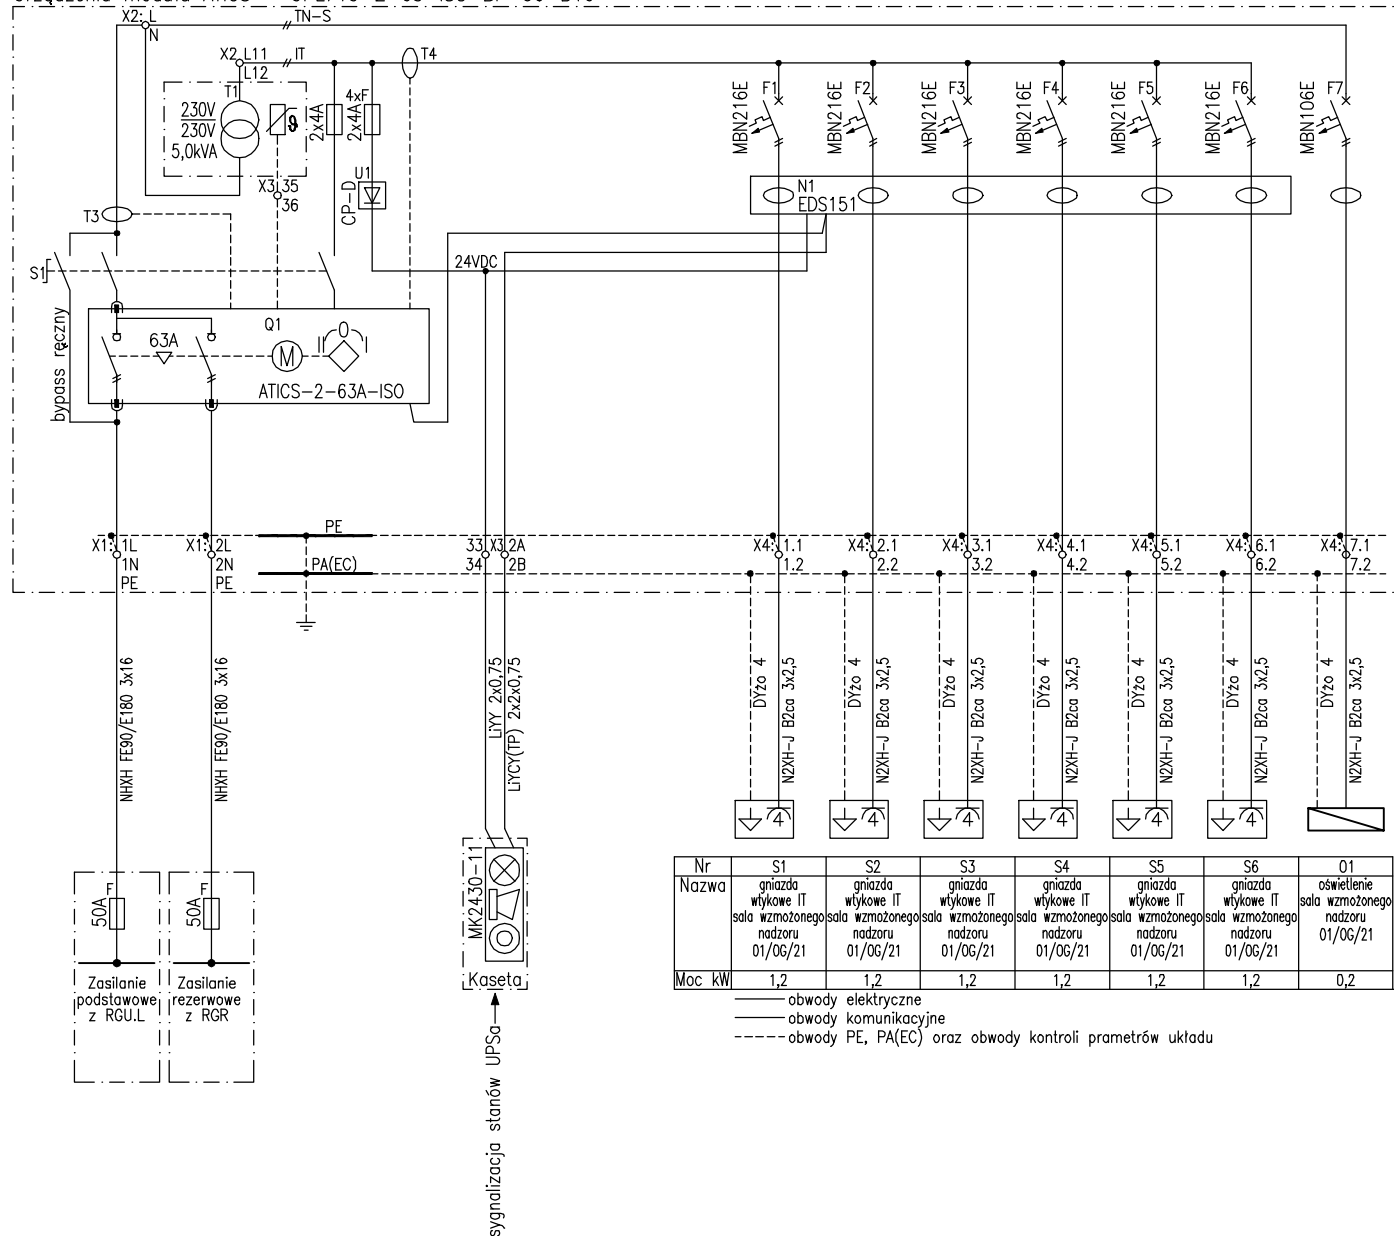 X2: L
N
TN-S
X2 L11
L12
IT
T4
T1
230V
230V
5,0kVA
ϑ
2x4A
4xF
2x4A
X3 35
36
U1
CP-D
MBN216E
F1
MBN216E
F2
MBN216E
F3
MBN216E
F4
MBN216E
F5
MBN216E
F6
MBN106E
F7
N1
EDS151
T3
S1
24VDC
bypass ręczny
63A
Q1
M
II
0
I
ATICS-2-63A-ISO
PE
PA(EC)
X1: 1L
1N
PE
X1: 2L
2N
PE
33 X3 2A
34 2B
X4: 1.1
1.2
X4: 2.1
2.2
X4: 3.1
3.2
X4: 4.1
4.2
X4: 5.1
5.2
X4: 6.1
6.2
X4: 7.1
7.2
NHXH FE90/E180 3x16
NHXH FE90/E180 3x16
LiYY 2x0,75
LiYCY(TP) 2x2x0,75
DYżo 4
N2XH-J B2ca 3x2,5
DYżo 4
N2XH-J B2ca 3x2,5
DYżo 4
N2XH-J B2ca 3x2,5
DYżo 4
N2XH-J B2ca 3x2,5
DYżo 4
N2XH-J B2ca 3x2,5
DYżo 4
N2XH-J B2ca 3x2,5
DYżo 4
N2XH-J B2ca 3x2,5
4
4
4
4
4
4
MK2430-11
Kaseta
sygnalizacja stanów UPSa
F
50A
Zasilanie
podstawowe
z RGU.L
F
50A
Zasilanie
rezerwowe
z RGR
Nr S1 S2 S3 S4 S5 S6 O1
Nazwa
gniazda
wtykowe IT
sala wzmożonego
nadzoru
01/0G/21
gniazda
wtykowe IT
sala wzmożonego
nadzoru
01/0G/21
gniazda
wtykowe IT
sala wzmożonego
nadzoru
01/0G/21
gniazda
wtykowe IT
sala wzmożonego
nadzoru
01/0G/21
gniazda
wtykowe IT
sala wzmożonego
nadzoru
01/0G/21
gniazda
wtykowe IT
sala wzmożonego
nadzoru
01/0G/21
oświetlenie
sala wzmożonego
nadzoru
01/0G/21
Moc kW 1,2 1,2 1,2 1,2 1,2 1,2 0,2
obwody elektryczne
obwody komunikacyjne
obwody PE, PA(EC) oraz obwody kontroli prametrów układu